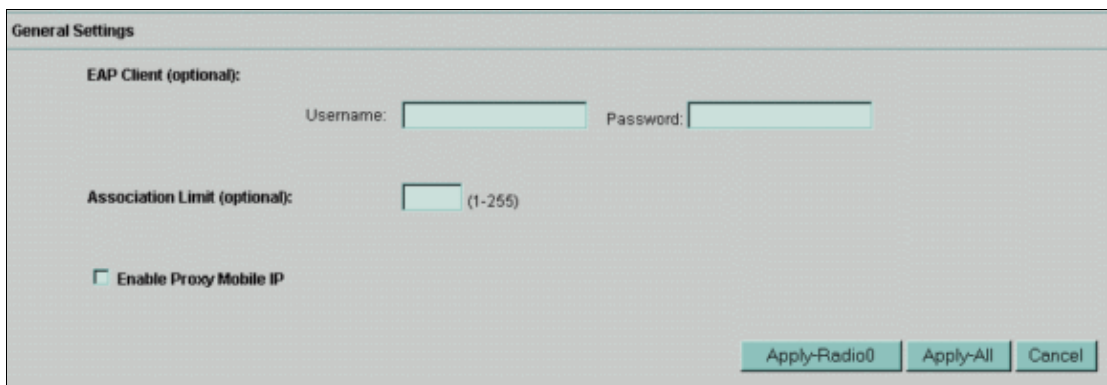 General Settings
EAP Client (optional):
Username: Password:
Association Limit (optional): (1-255)
Enable Proxy Mobile IP
Apply-Radio0 Apply-All Cancel